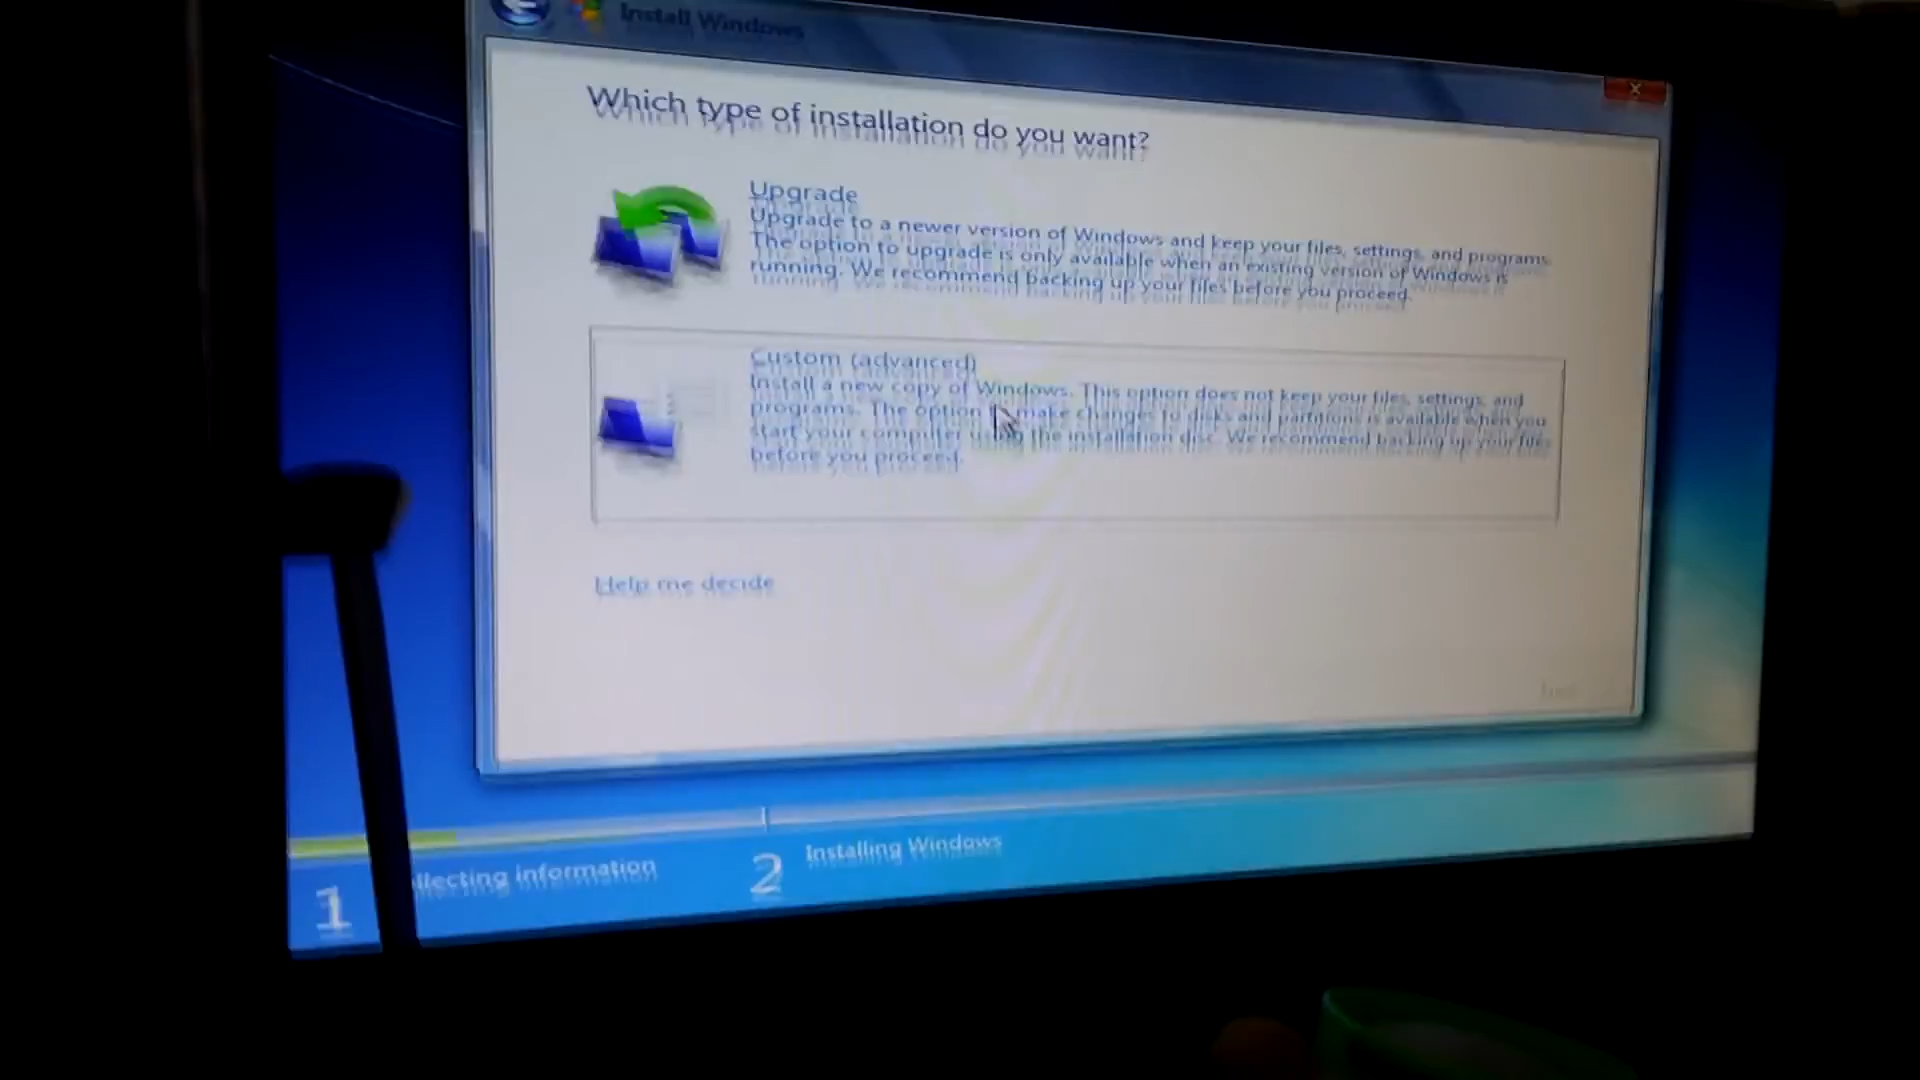 Install Windows
Which type of installation do you want?
Upgrade
Upgrade to a newer version of Windows and keep your files, settings, and programs.
The option to upgrade is only available when an existing version of Windows is
running. We recommend backing up your files before you proceed.
Custom (advanced)
Install a new copy of Windows. This option does not keep your files, settings, and
programs. The option to make changes to disks and partitions is available when you
start your computer using the installation disc. We recommend backing up your files
before you proceed.
Help me decide
1 llecting information
2 Installing Windows